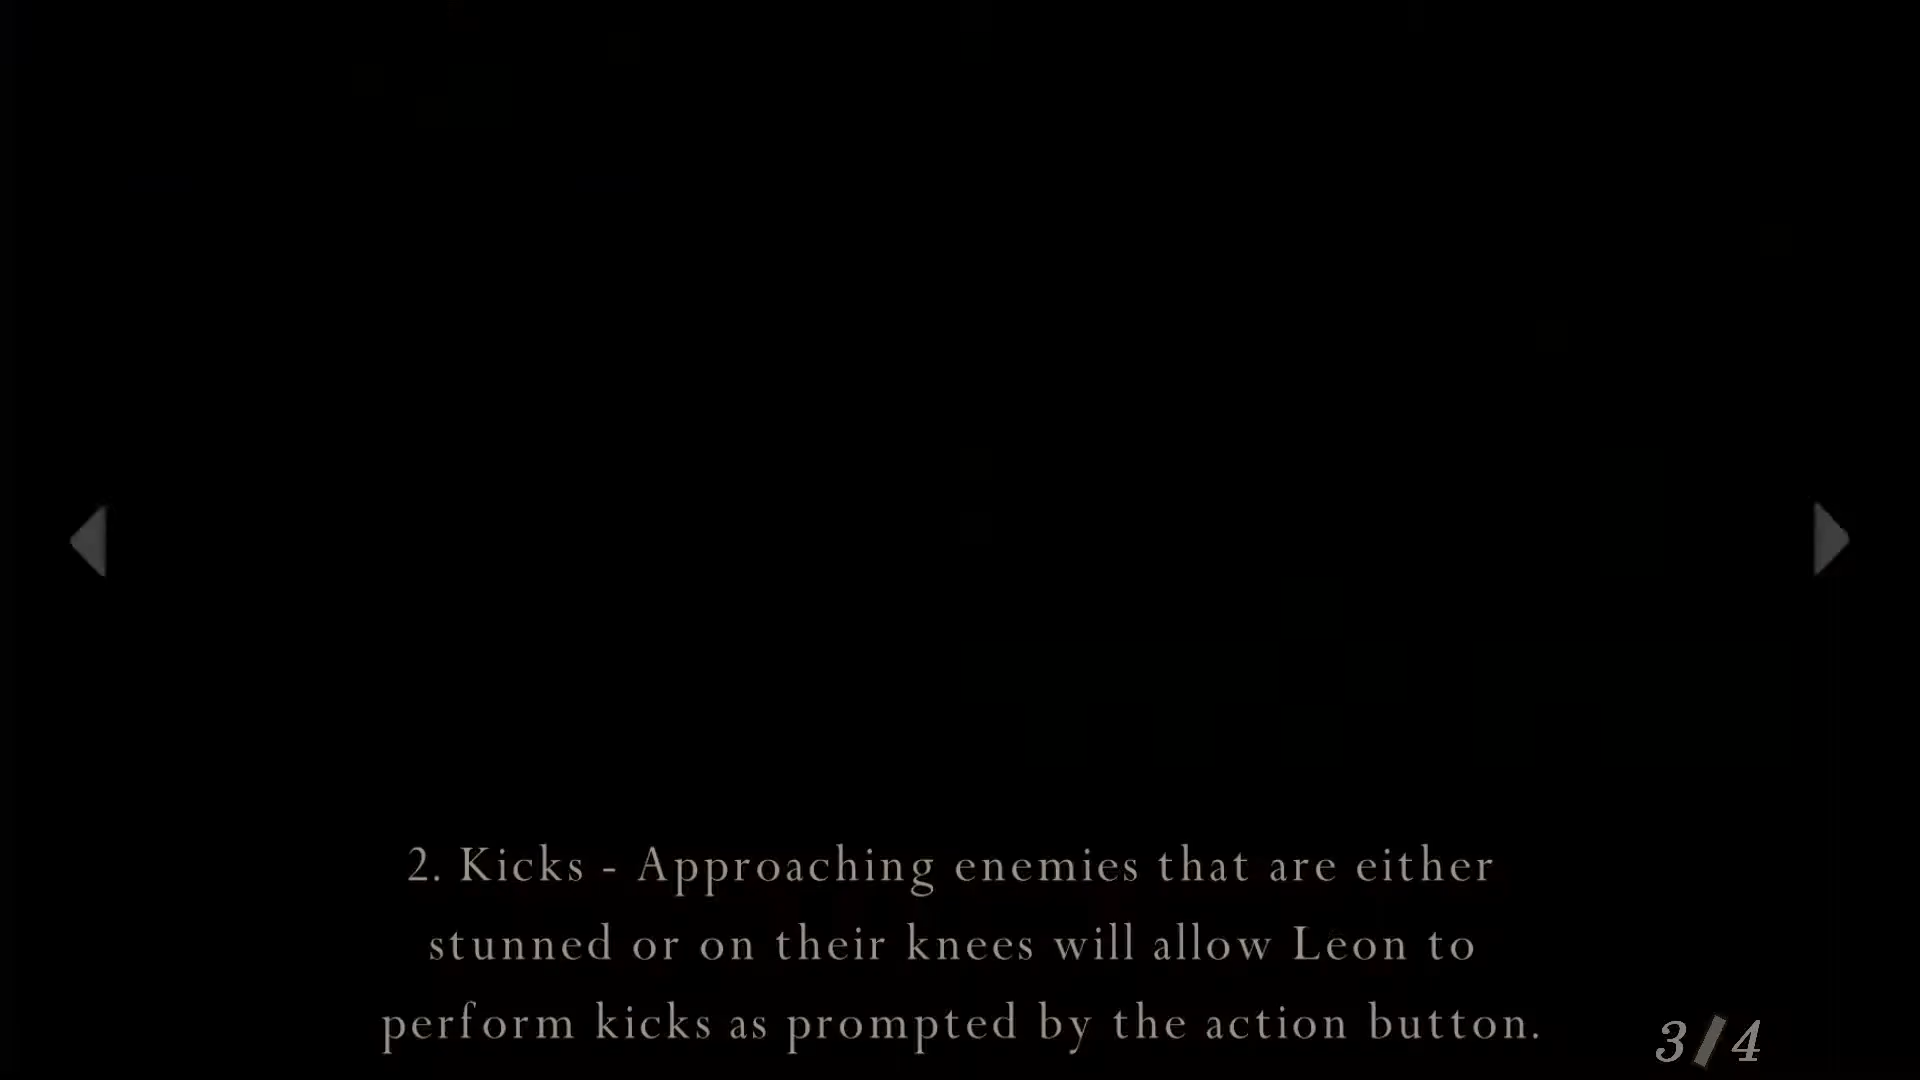 2. Kicks - Approaching enemies that are either
stunned or on their knees will allow Leon to
perform kicks as prompted by the action button.
3/4